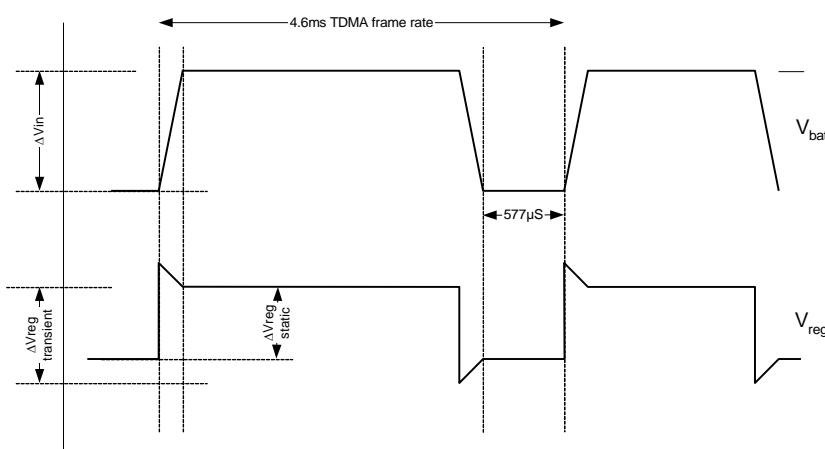 4.6ms TDMA frame rate
ΔVin
V_bat
577µS
ΔVreg
transient
ΔVreg
static
V_reg